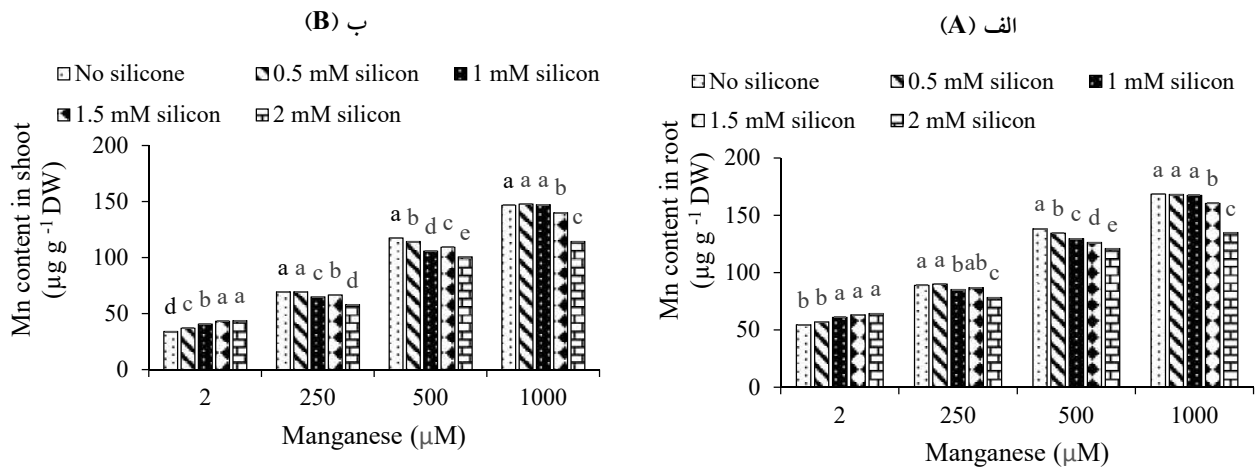 ب (B)
No silicone 0.5 mM silicon 1 mM silicon
1.5 mM silicon 2 mM silicon
Mn content in shoot
(µg g -1 DW)
200
150
100
50
0
d c b a a
a a c b d
a b d c e
a a a b c
2 250 500 1000
Manganese (µM)
الف (A)
No silicone 0.5 mM silicon 1 mM silicon
1.5 mM silicon 2 mM silicon
Mn content in root
(µg g -1 DW)
200
150
100
50
0
b b a a a
a a b ab c
a b c d e
a a a b c
2 250 500 1000
Manganese (µM)